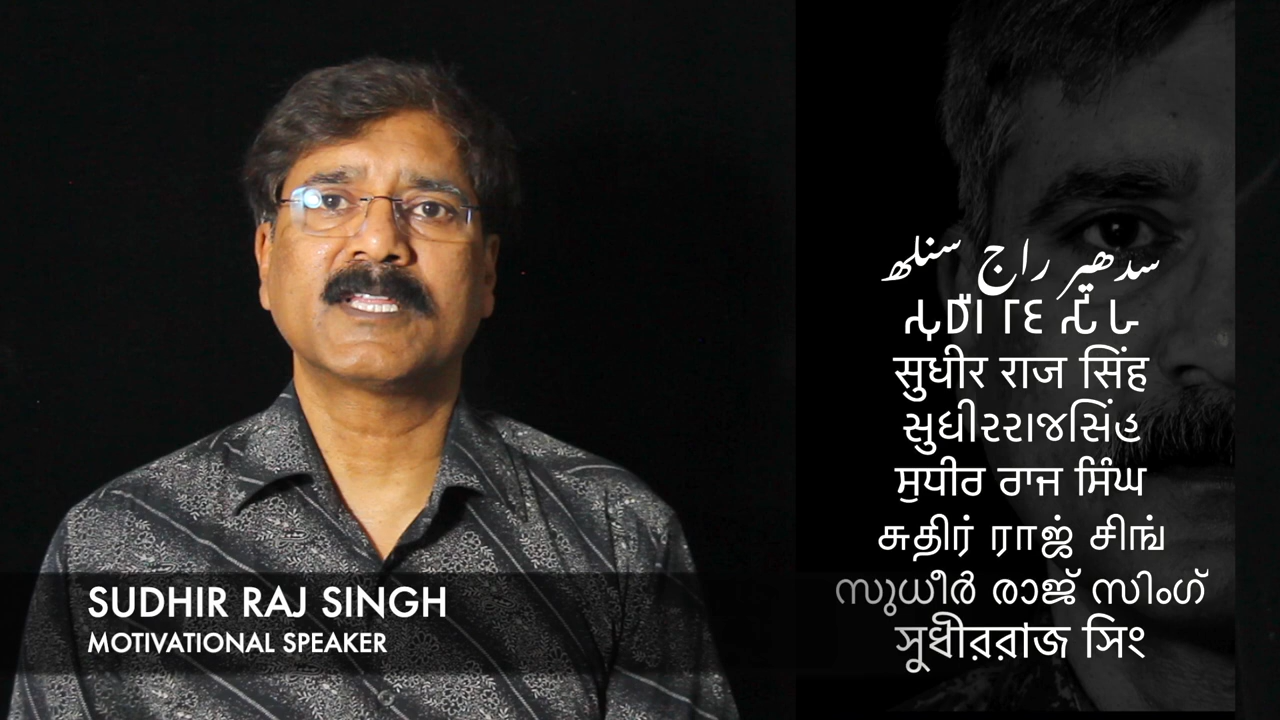 SUDHIR RAJ SINGH
MOTIVATIONAL SPEAKER
سدھیر راج سنلھ
सुधीर राज सिंह
સુધીરરાજસિંહ
ਸੁਧੀਰ ਰਾਜ ਸਿੰਘ
சுதிர் ராஜ் சிங்
സുധീർ രാജ് സിംഗ്
সুধীররাজ সিং